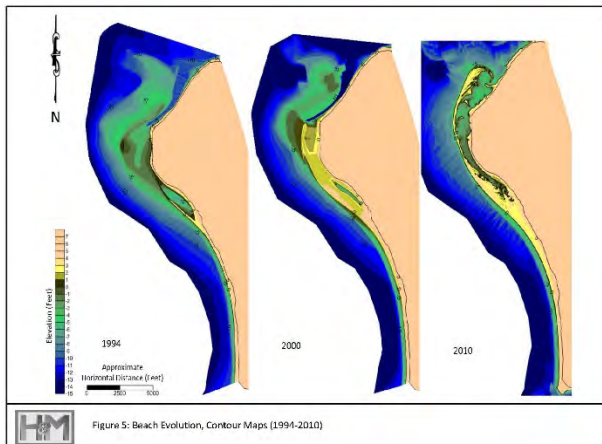 N
Elevation (Feet)
1994
2000
2010
Approximate
Horizontal Distance (Feet)
0 2500 5000
HM
Figure 5: Beach Evolution, Contour Maps (1994-2010)